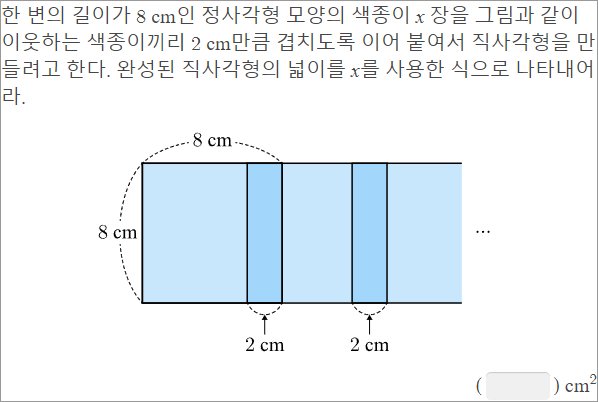 한 변의 길이가 8 cm인 정사각형 모양의 색종이 x 장을 그림과 같이
이웃하는 색종이끼리 2 cm만큼 겹치도록 이어 붙여서 직사각형을 만
들려고 한다. 완성된 직사각형의 넓이를 x를 사용한 식으로 나타내어
라.
8 cm
8 cm
...
2 cm 2 cm
( ) cm²